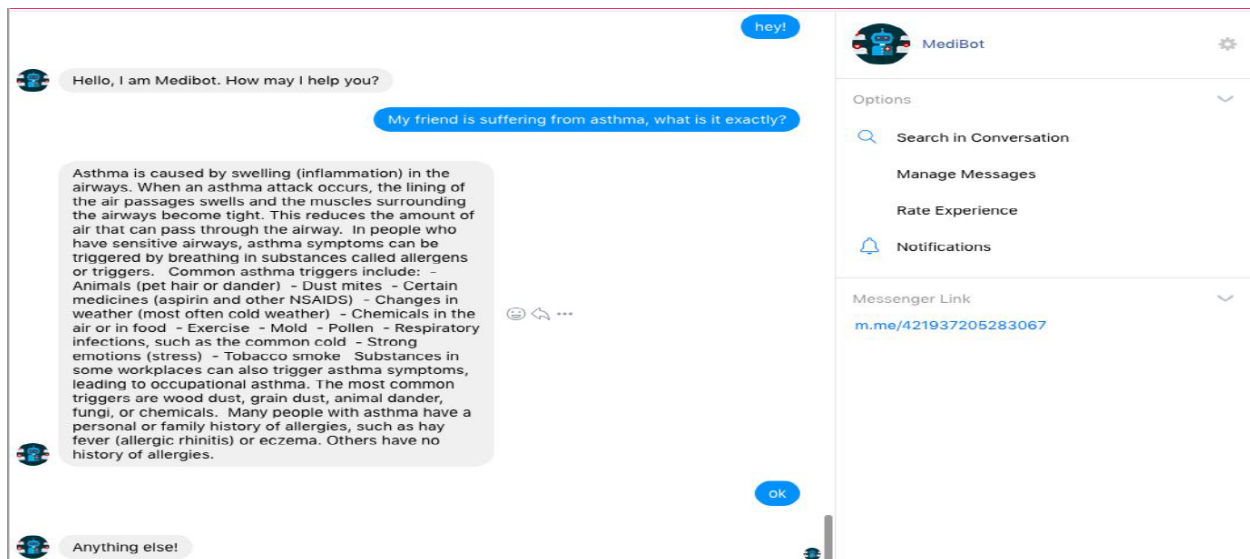 hey!
Hello, I am Medibot. How may I help you?
My friend is suffering from asthma, what is it exactly?
Asthma is caused by swelling (inflammation) in the
airways. When an asthma attack occurs, the lining of
the air passages swells and the muscles surrounding
the airways become tight. This reduces the amount of
air that can pass through the airway.  In people who
have sensitive airways, asthma symptoms can be
triggered by breathing in substances called allergens
or triggers.   Common asthma triggers include:  -
Animals (pet hair or dander)  - Dust mites  - Certain
medicines (aspirin and other NSAIDS)  - Changes in
weather (most often cold weather)  - Chemicals in the
air or in food  - Exercise  - Mold  - Pollen  - Respiratory
infections, such as the common cold  - Strong
emotions (stress)  - Tobacco smoke   Substances in
some workplaces can also trigger asthma symptoms,
leading to occupational asthma. The most common
triggers are wood dust, grain dust, animal dander,
fungi, or chemicals.  Many people with asthma have a
personal or family history of allergies, such as hay
fever (allergic rhinitis) or eczema. Others have no
history of allergies.
ok
Anything else!
MediBot
Options
Search in Conversation
Manage Messages
Rate Experience
Notifications
Messenger Link
m.me/421937205283067